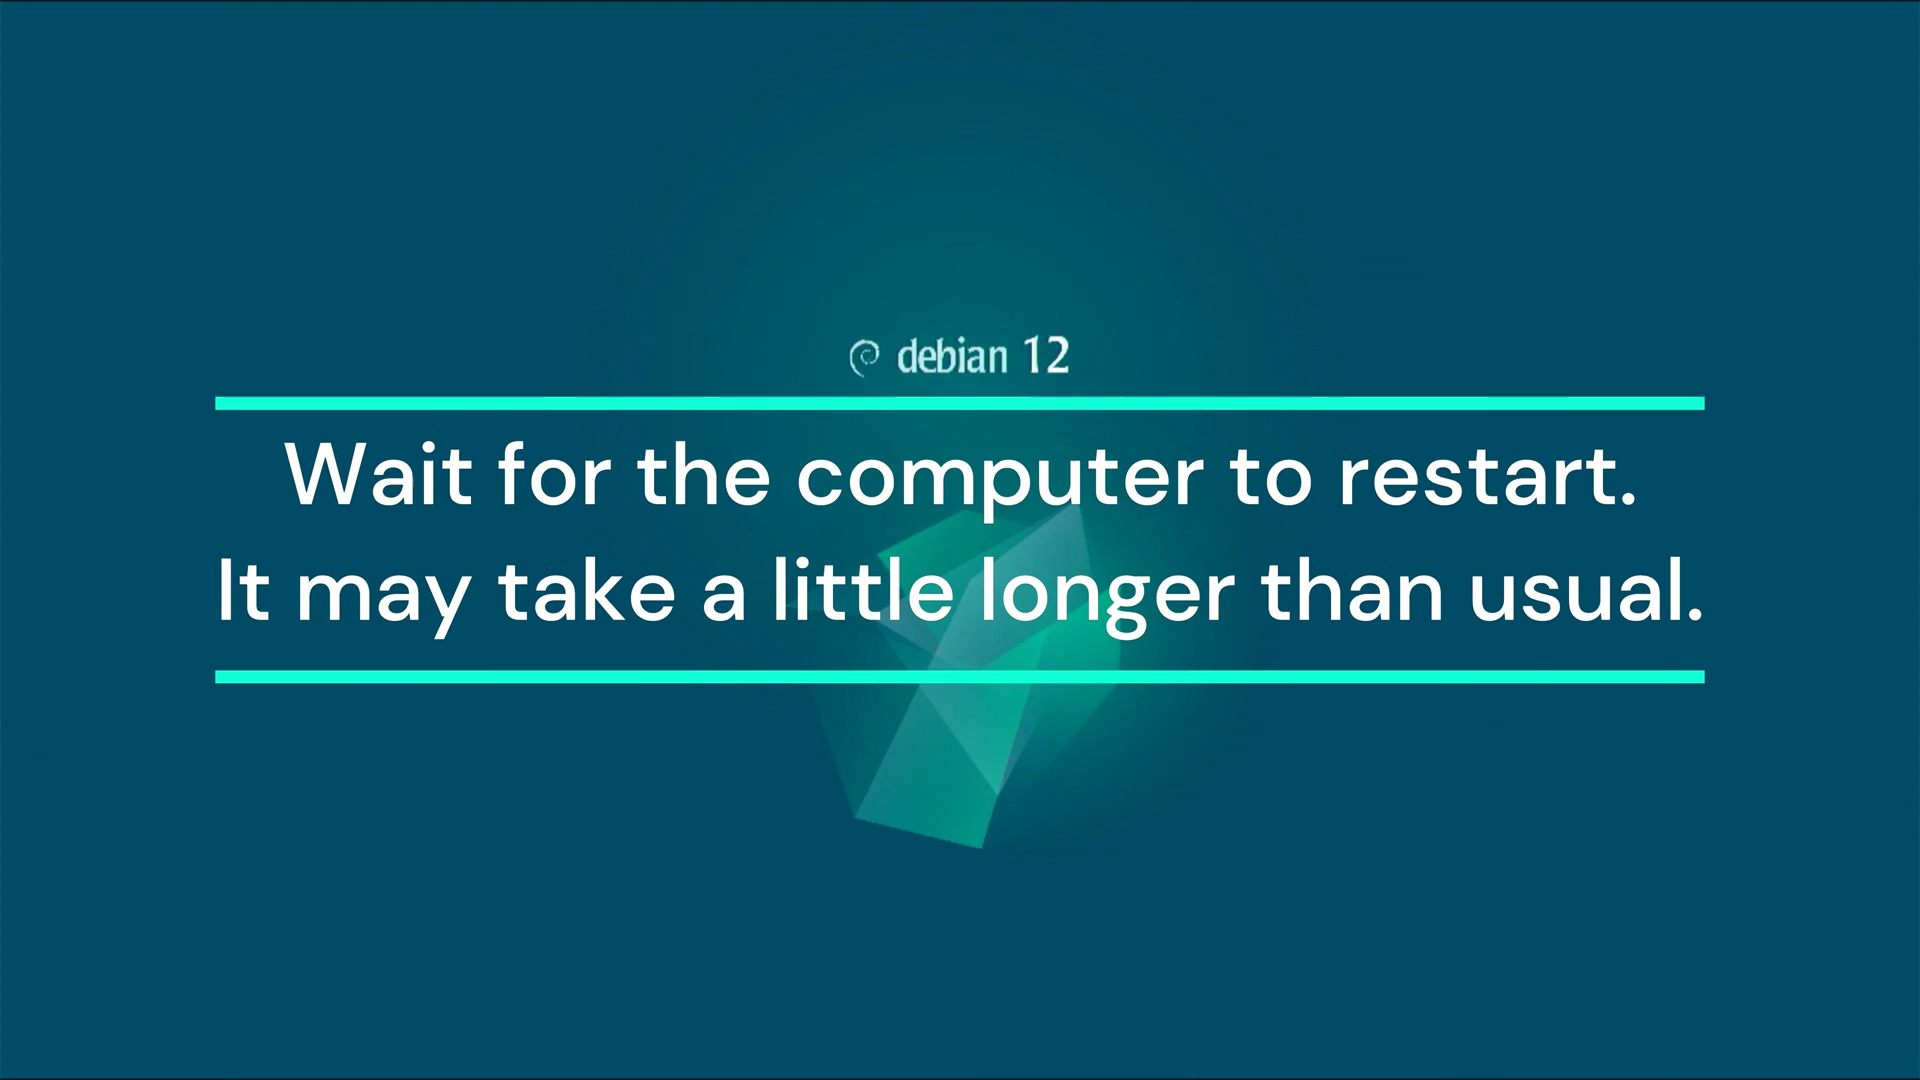 debian 12
Wait for the computer to restart.
It may take a little longer than usual.